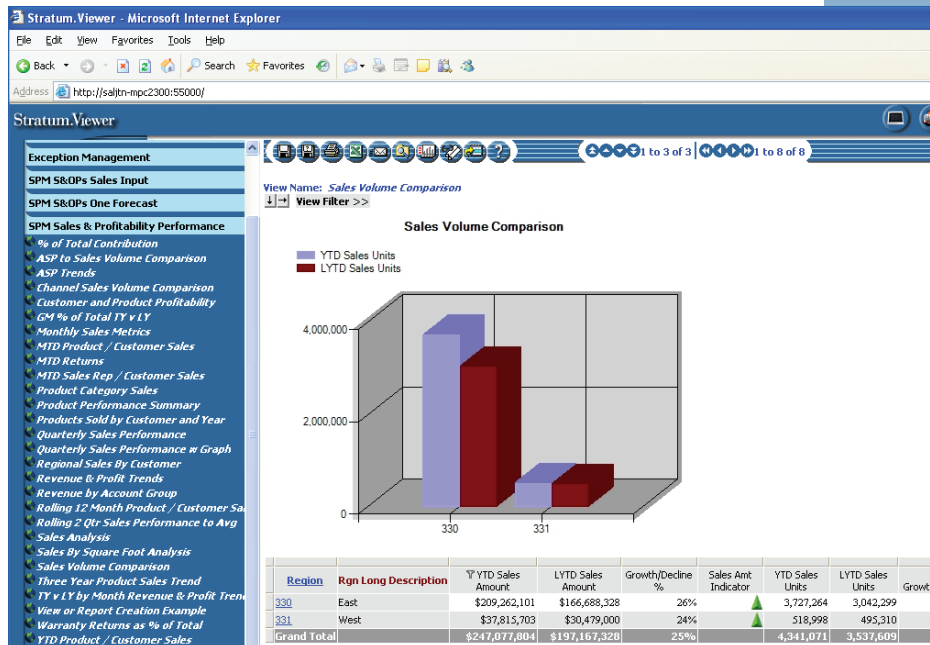 Stratum.Viewer - Microsoft Internet Explorer
File Edit View Favorites Tools Help
Back Search Favorites
Address http://saljtn-mpc2300:55000/
Stratum.Viewer
Exception Management
SPM S&OPs Sales Input
SPM S&OPs One Forecast
SPM Sales & Profitability Performance
% of Total Contribution
ASP to Sales Volume Comparison
ASP Trends
Channel Sales Volume Comparison
Customer and Product Profitability
GM % of Total TY v LY
Monthly Sales Metrics
MTD Product / Customer Sales
MTD Returns
MTD Sales Rep / Customer Sales
Product Category Sales
Product Performance Summary
Products Sold by Customer and Year
Quarterly Sales Performance
Quarterly Sales Performance w Graph
Regional Sales By Customer
Revenue & Profit Trends
Revenue by Account Group
Rolling 12 Month Product / Customer Sa
Rolling 2 Qtr Sales Performance to Avg
Sales Analysis
Sales By Square Foot Analysis
Sales Volume Comparison
Three Year Product Sales Trend
TY v LY by Month Revenue & Profit Tren
View or Report Creation Example
Warranty Returns as % of Total
YTD Product / Customer Sales
1 to 3 of 3 1 to 8 of 8
View Name: Sales Volume Comparison
View Filter >>
Sales Volume Comparison
YTD Sales Units
LYTD Sales Units
4,000,000
2,000,000
0
330 331
Region Rgn Long Description YTD Sales Amount LYTD Sales Amount Growth/Decline % Sales Amt Indicator YTD Sales Units LYTD Sales Units Growt
330 East $209,262,101 $166,688,328 26% 3,727,264 3,042,299
331 West $37,815,703 $30,479,000 24% 518,998 495,310
Grand Total $247,077,804 $197,167,328 25% 4,341,071 3,537,609